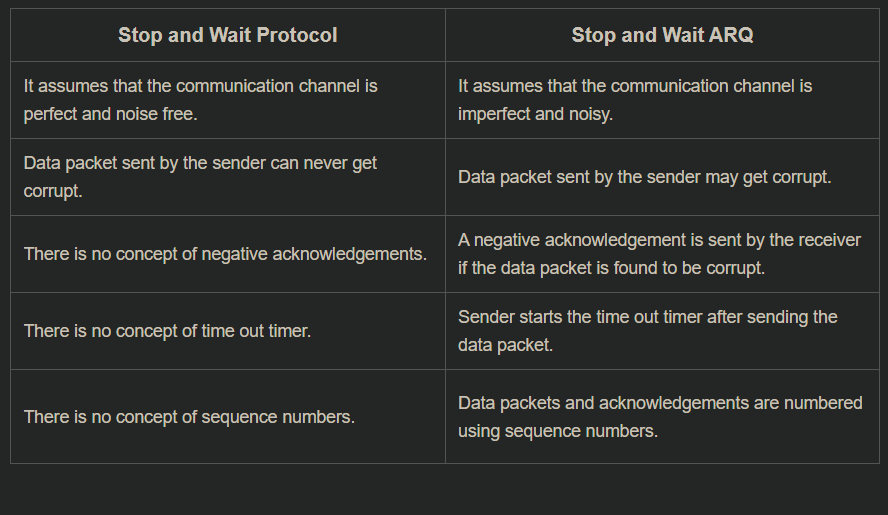 Stop and Wait Protocol
Stop and Wait ARQ
It assumes that the communication channel is
perfect and noise free.
It assumes that the communication channel is
imperfect and noisy.
Data packet sent by the sender can never get
corrupt.
Data packet sent by the sender may get corrupt.
There is no concept of negative acknowledgements.
A negative acknowledgement is sent by the receiver
if the data packet is found to be corrupt.
There is no concept of time out timer.
Sender starts the time out timer after sending the
data packet.
There is no concept of sequence numbers.
Data packets and acknowledgements are numbered
using sequence numbers.